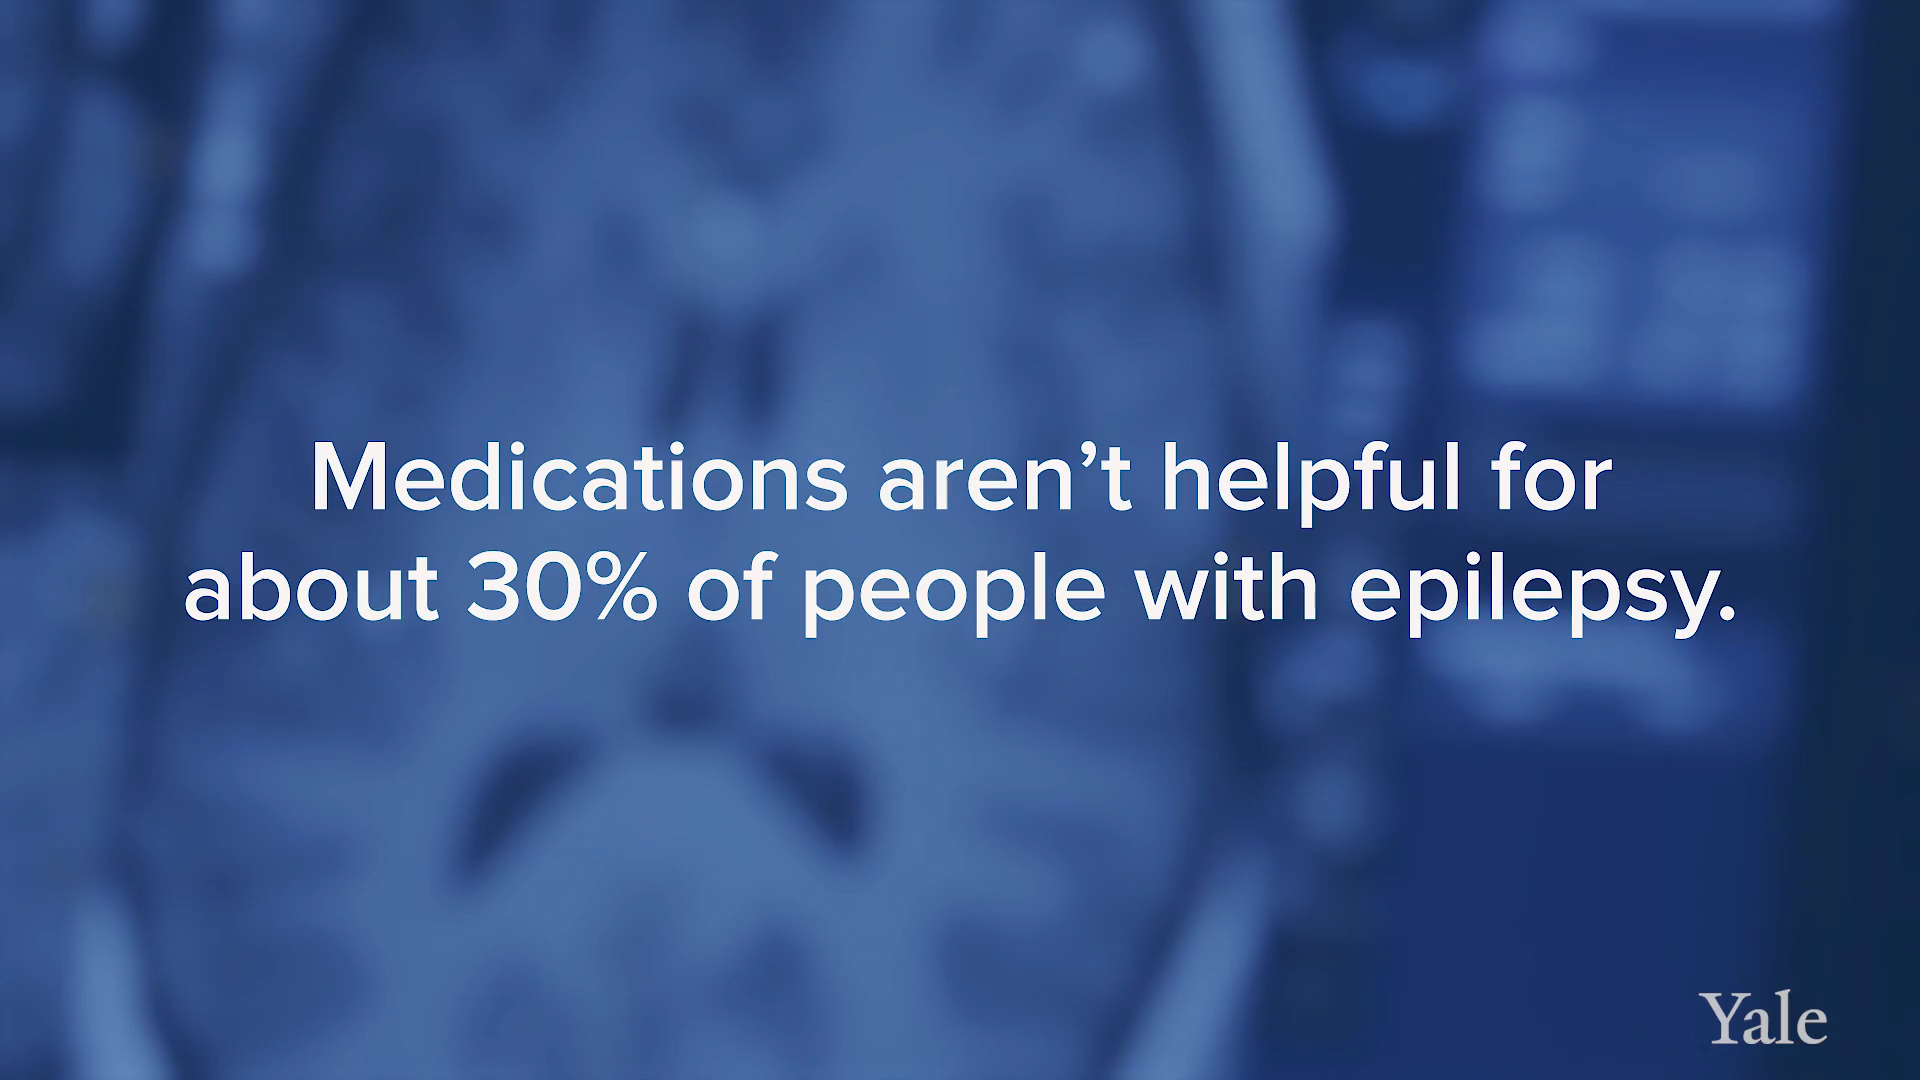 Medications aren’t helpful for
about 30% of people with epilepsy.
Yale